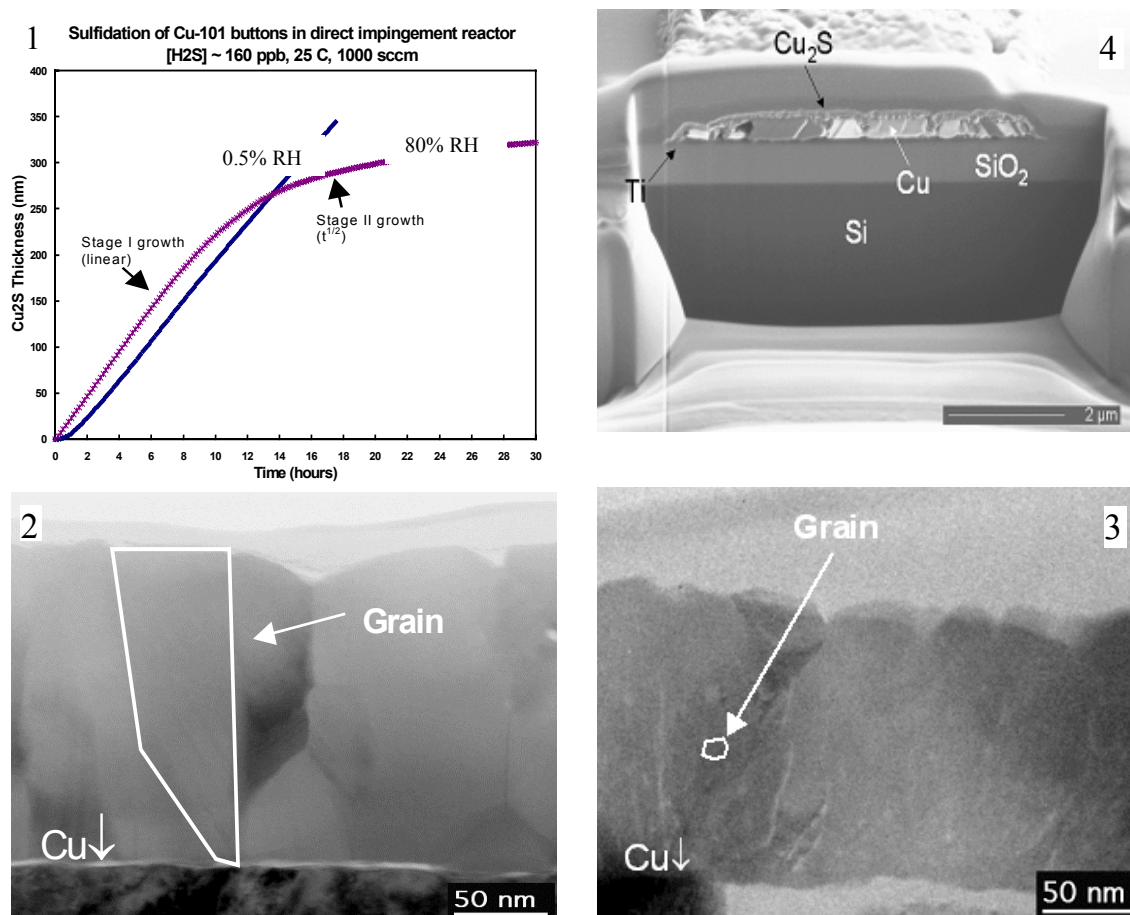 1
Sulfidation of Cu-101 buttons in direct impingement reactor
[H2S] ~ 160 ppb, 25 C, 1000 sccm
Cu2S Thickness (nm)
400
350
300
250
200
150
100
50
0
0.5% RH
80% RH
Stage I growth
(linear)
Stage II growth
(t1/2)
0 2 4 6 8 10 12 14 16 18 20 22 24 26 28 30
Time (hours)
4
Cu2S
Ti
Cu
SiO2
Si
2 µm
2
Grain
Cu↓
50 nm
3
Grain
Cu↓
50 nm